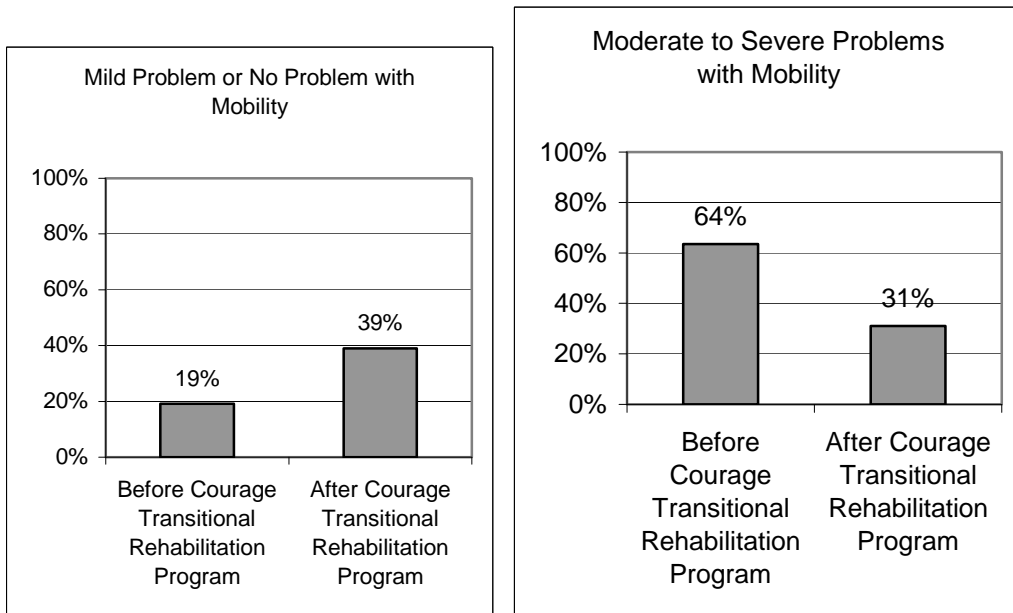 Mild Problem or No Problem with
Mobility
100%
80%
60%
40%
20%
0%
19%
39%
Before Courage
Transitional
Rehabilitation
Program
After Courage
Transitional
Rehabilitation
Program
Moderate to Severe Problems
with Mobility
100%
80%
60%
40%
20%
0%
64%
31%
Before
Courage
Transitional
Rehabilitation
Program
After Courage
Transitional
Rehabilitation
Program